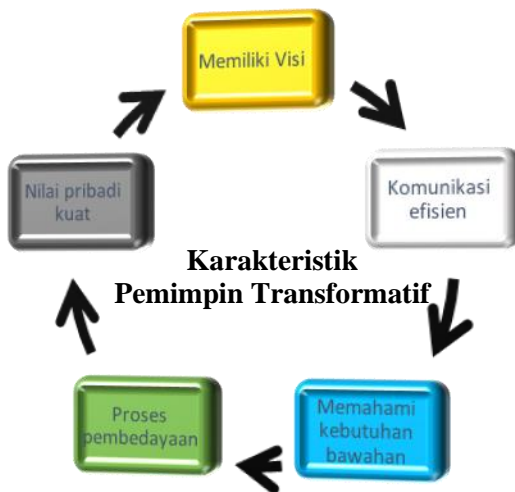 Memiliki Visi
Komunikasi
efisien
Memahami
kebutuhan
bawahan
Proses
pembedayaan
Nilai pribadi
kuat
Karakteristik
Pemimpin Transformatif